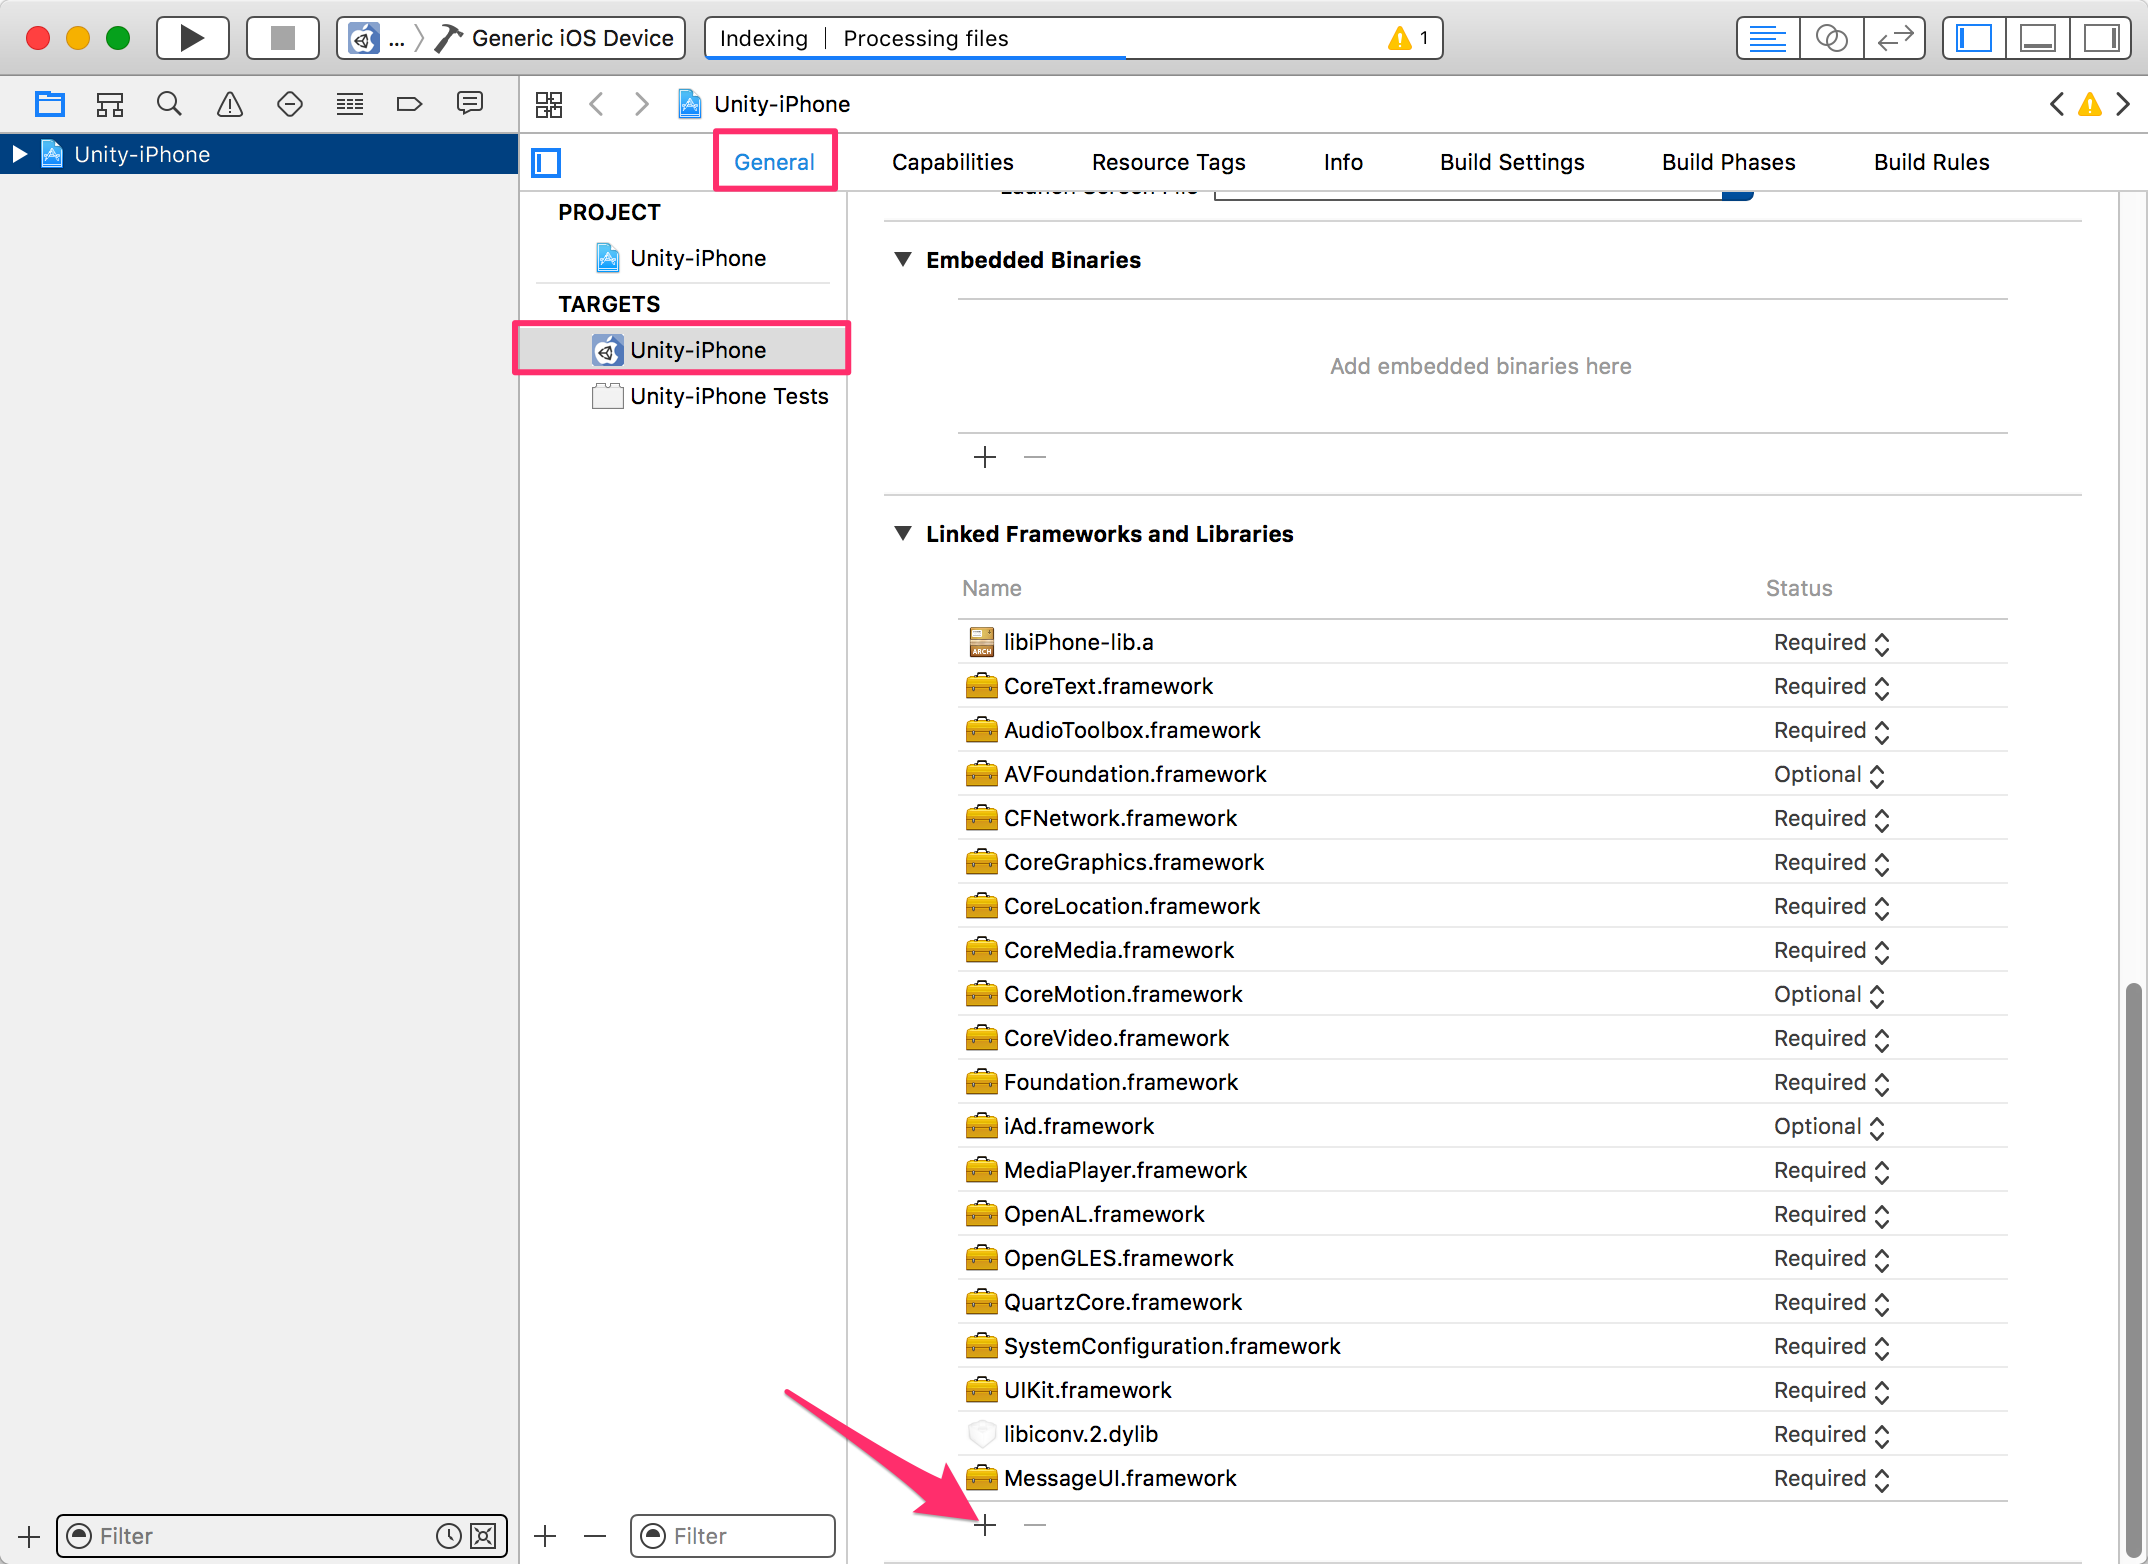 ... Generic iOS Device
Indexing | Processing files
1
Unity-iPhone
Unity-iPhone
General
Capabilities
Resource Tags
Info
Build Settings
Build Phases
Build Rules
PROJECT
Unity-iPhone
TARGETS
Unity-iPhone
Unity-iPhone Tests
Launch Screen File
Embedded Binaries
Add embedded binaries here
Linked Frameworks and Libraries
Name Status
ARCH
libiPhone-lib.a Required
CoreText.framework Required
AudioToolbox.framework Required
AVFoundation.framework Optional
CFNetwork.framework Required
CoreGraphics.framework Required
CoreLocation.framework Required
CoreMedia.framework Required
CoreMotion.framework Optional
CoreVideo.framework Required
Foundation.framework Required
iAd.framework Optional
MediaPlayer.framework Required
OpenAL.framework Required
OpenGLES.framework Required
QuartzCore.framework Required
SystemConfiguration.framework Required
UIKit.framework Required
libiconv.2.dylib Required
MessageUI.framework Required
Filter
Filter